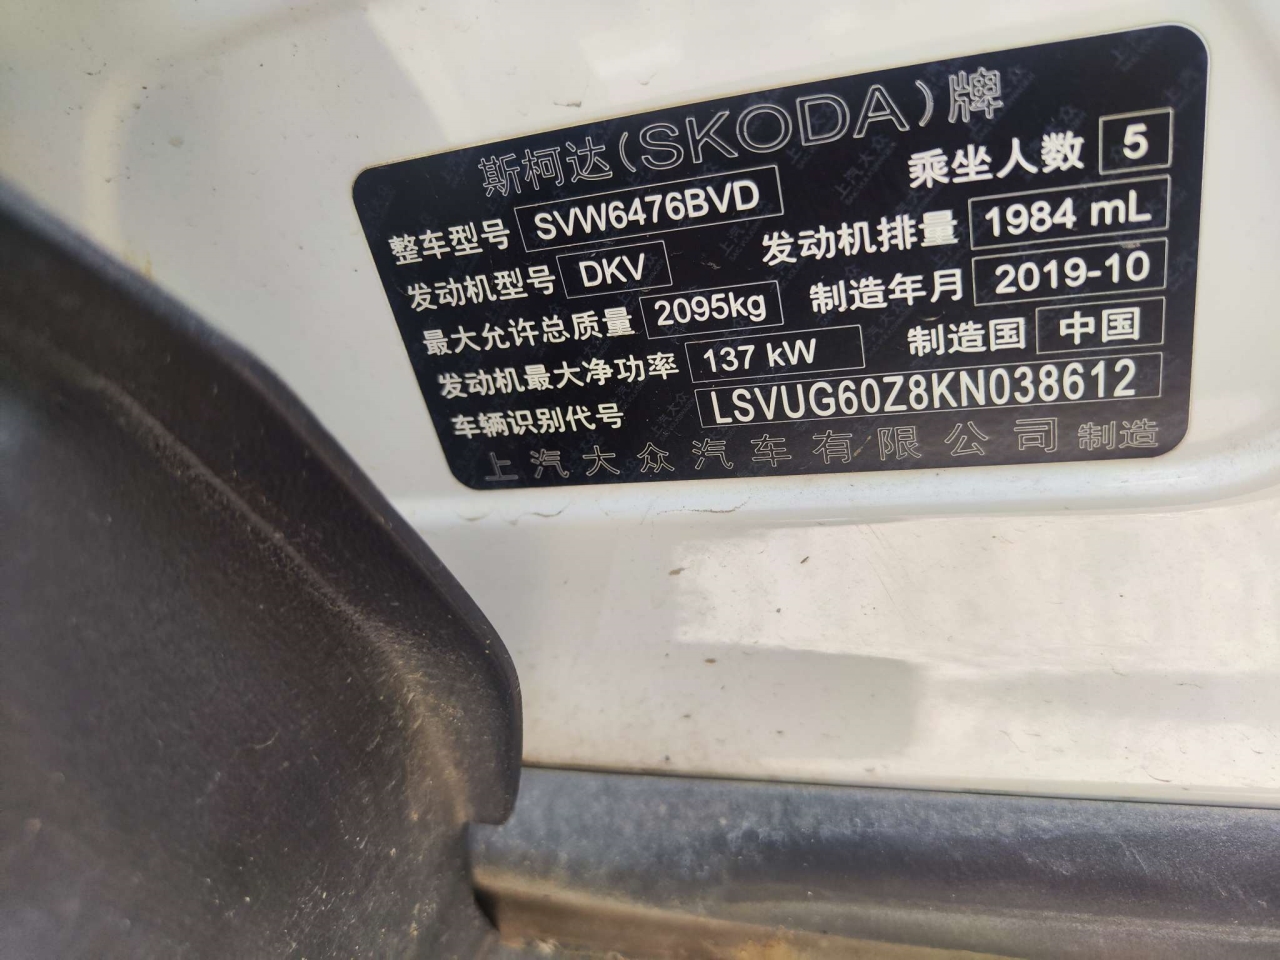 斯柯达(SKODA)牌
整车型号 SVW6476BVD 乘坐人数 5
发动机型号 DKV 发动机排量 1984 mL
最大允许总质量 2095kg 制造年月 2019-10
发动机最大净功率 137 kW 制造国 中国
车辆识别代号 LSVUG60Z8KN038612
上汽大众汽车有限公司 制造